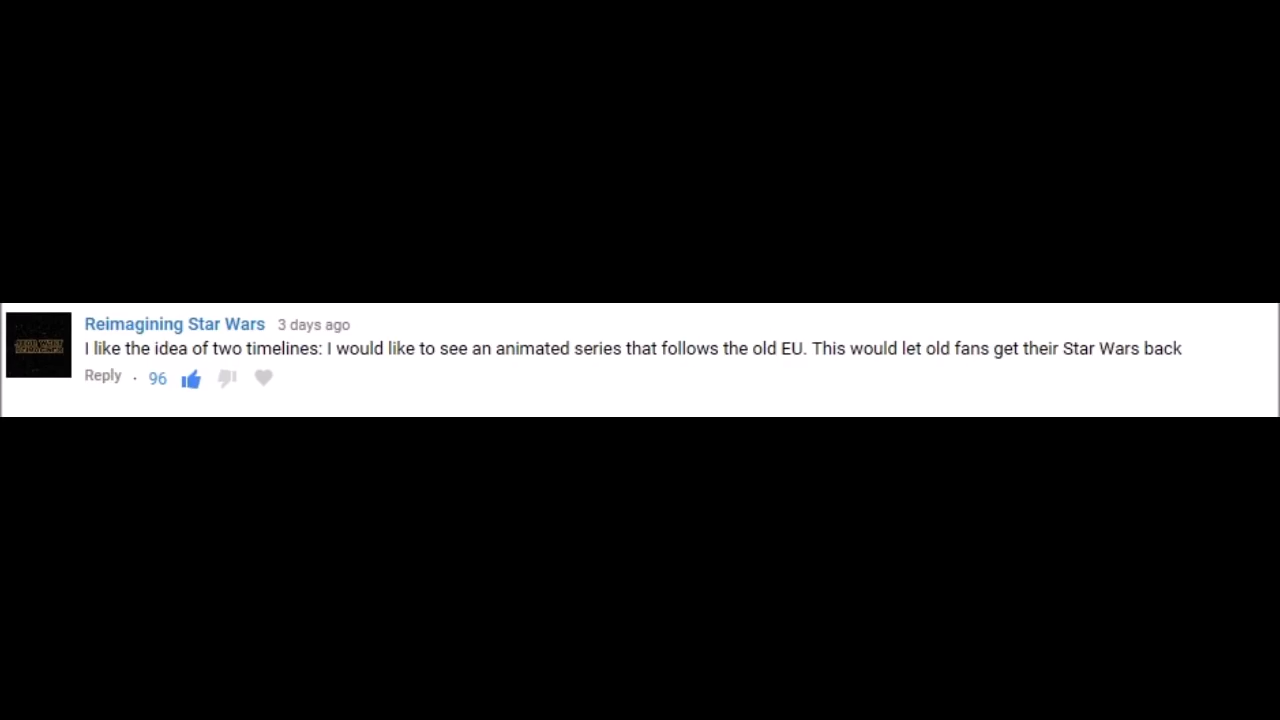 Reimagining Star Wars 3 days ago
I like the idea of two timelines: I would like to see an animated series that follows the old EU. This would let old fans get their Star Wars back
Reply · 96